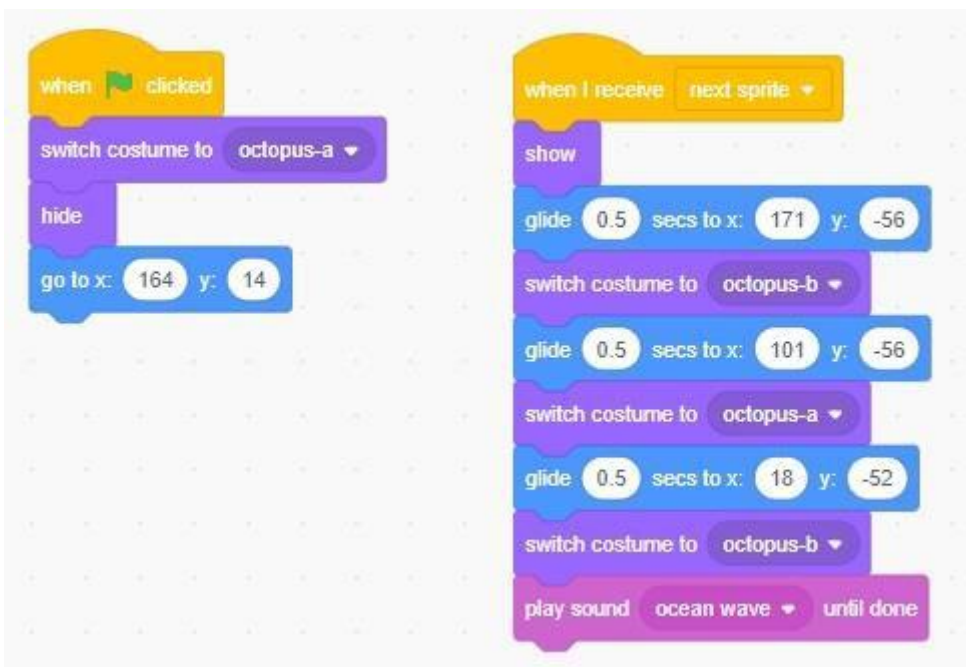 when clicked
switch costume to octopus-a
hide
go to x: 164 y: 14
when I receive next sprite
show
glide 0.5 secs to x: 171 y: -56
switch costume to octopus-b
glide 0.5 secs to x: 101 y: -56
switch costume to octopus-a
glide 0.5 secs to x: 18 y: -52
switch costume to octopus-b
play sound ocean wave until done